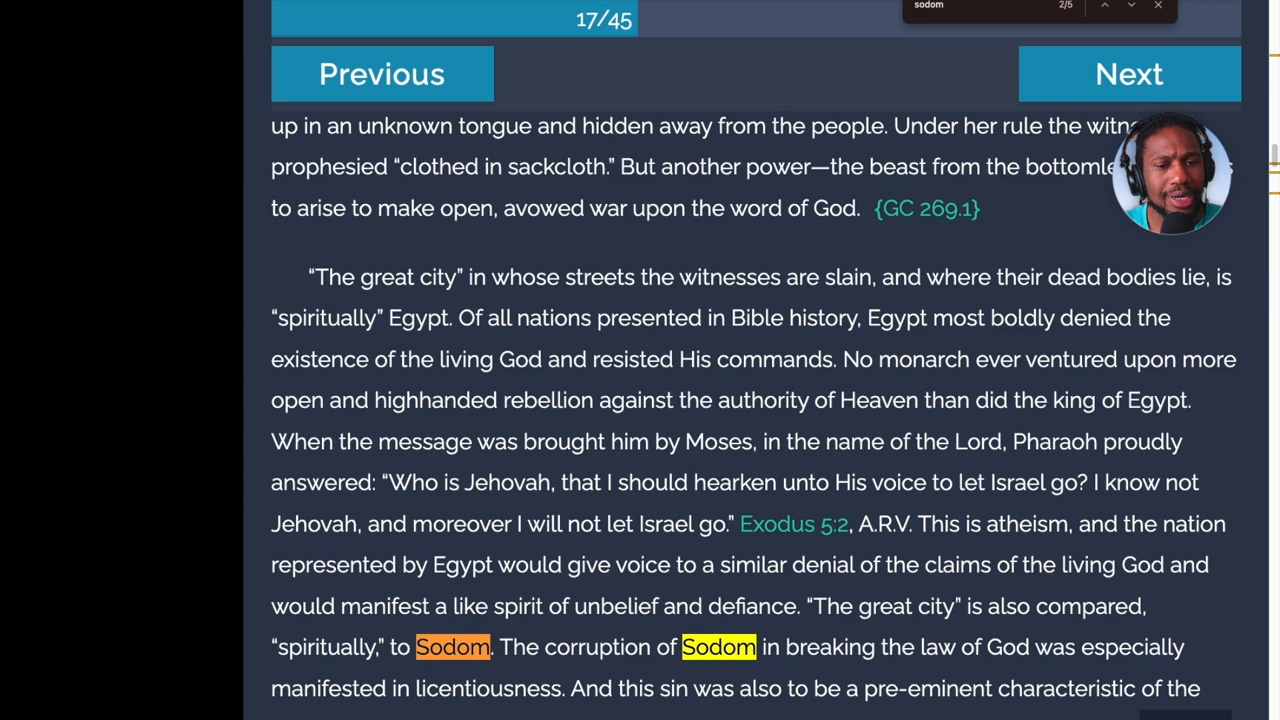 17/45
sodom
2/5
Previous
Next
up in an unknown tongue and hidden away from the people. Under her rule the
prophesied “clothed in sackcloth.” But another power—the beast from the
to arise to make open, avowed war upon the word of God. {GC 269.1}
“The great city” in whose streets the witnesses are slain, and where their dead bodies lie, is
“spiritually” Egypt. Of all nations presented in Bible history, Egypt most boldly denied the
existence of the living God and resisted His commands. No monarch ever ventured upon more
open and highhanded rebellion against the authority of Heaven than did the king of Egypt.
When the message was brought him by Moses, in the name of the Lord, Pharaoh proudly
answered: “Who is Jehovah, that I should hearken unto His voice to let Israel go? I know not
Jehovah, and moreover I will not let Israel go.” Exodus 5:2, A.R.V. This is atheism, and the nation
represented by Egypt would give voice to a similar denial of the claims of the living God and
would manifest a like spirit of unbelief and defiance. “The great city” is also compared,
“spiritually,” to Sodom. The corruption of Sodom in breaking the law of God was especially
manifested in licentiousness. And this sin was also to be a pre-eminent characteristic of the